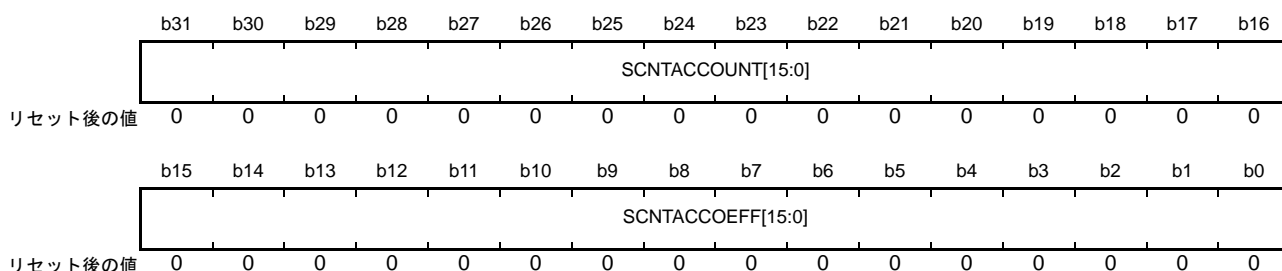 b31 b30 b29 b28 b27 b26 b25 b24 b23 b22 b21 b20 b19 b18 b17 b16
SCNTACCOUNT[15:0]
リセット後の値 0 0 0 0 0 0 0 0 0 0 0 0 0 0 0 0
b15 b14 b13 b12 b11 b10 b9 b8 b7 b6 b5 b4 b3 b2 b1 b0
SCNTACCOEFF[15:0]
リセット後の値 0 0 0 0 0 0 0 0 0 0 0 0 0 0 0 0